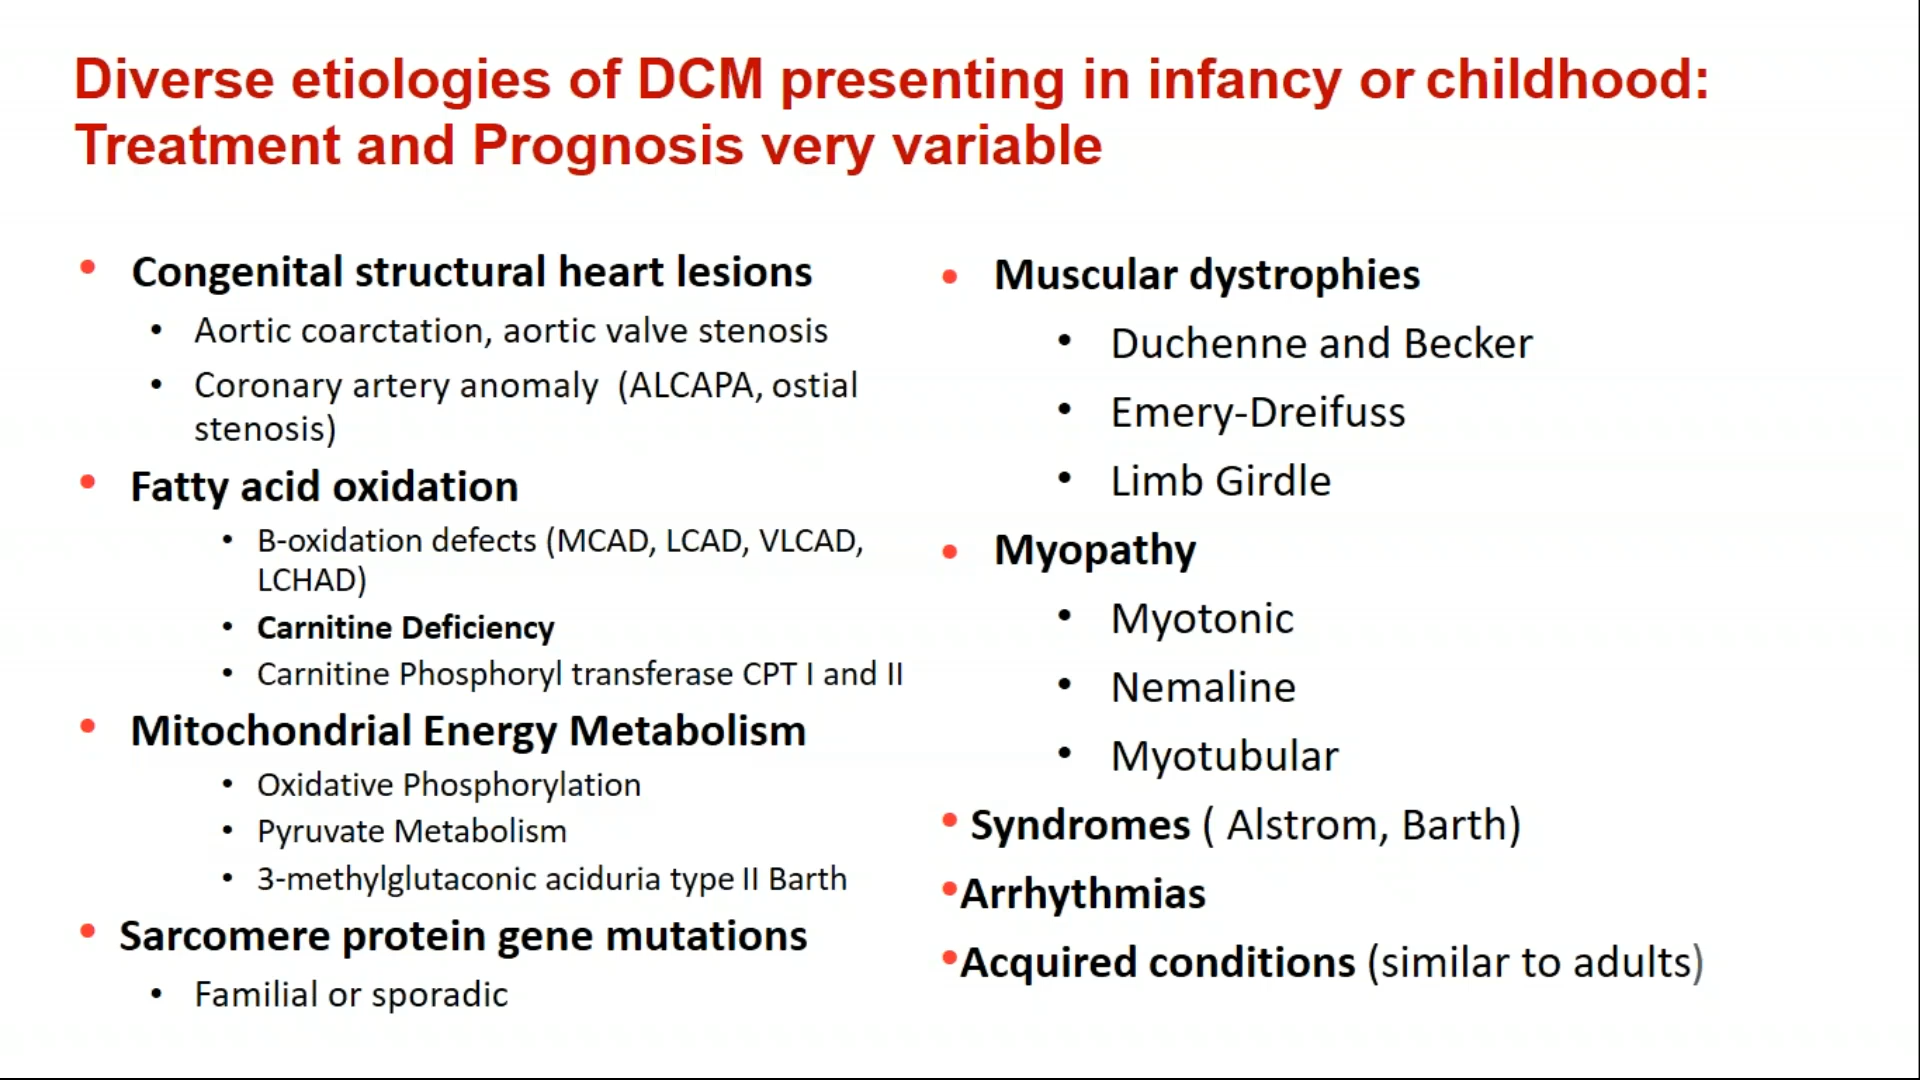 Diverse etiologies of DCM presenting in infancy or childhood:
Treatment and Prognosis very variable
• Congenital structural heart lesions
• Aortic coarctation, aortic valve stenosis
• Coronary artery anomaly (ALCAPA, ostial
stenosis)
• Fatty acid oxidation
• B-oxidation defects (MCAD, LCAD, VLCAD,
LCHAD)
• Carnitine Deficiency
• Carnitine Phosphoryl transferase CPT I and II
• Mitochondrial Energy Metabolism
• Oxidative Phosphorylation
• Pyruvate Metabolism
• 3-methylglutaconic aciduria type II Barth
• Sarcomere protein gene mutations
• Familial or sporadic
• Muscular dystrophies
• Duchenne and Becker
• Emery-Dreifuss
• Limb Girdle
• Myopathy
• Myotonic
• Nemaline
• Myotubular
• Syndromes ( Alstrom, Barth)
•Arrhythmias
•Acquired conditions (similar to adults)